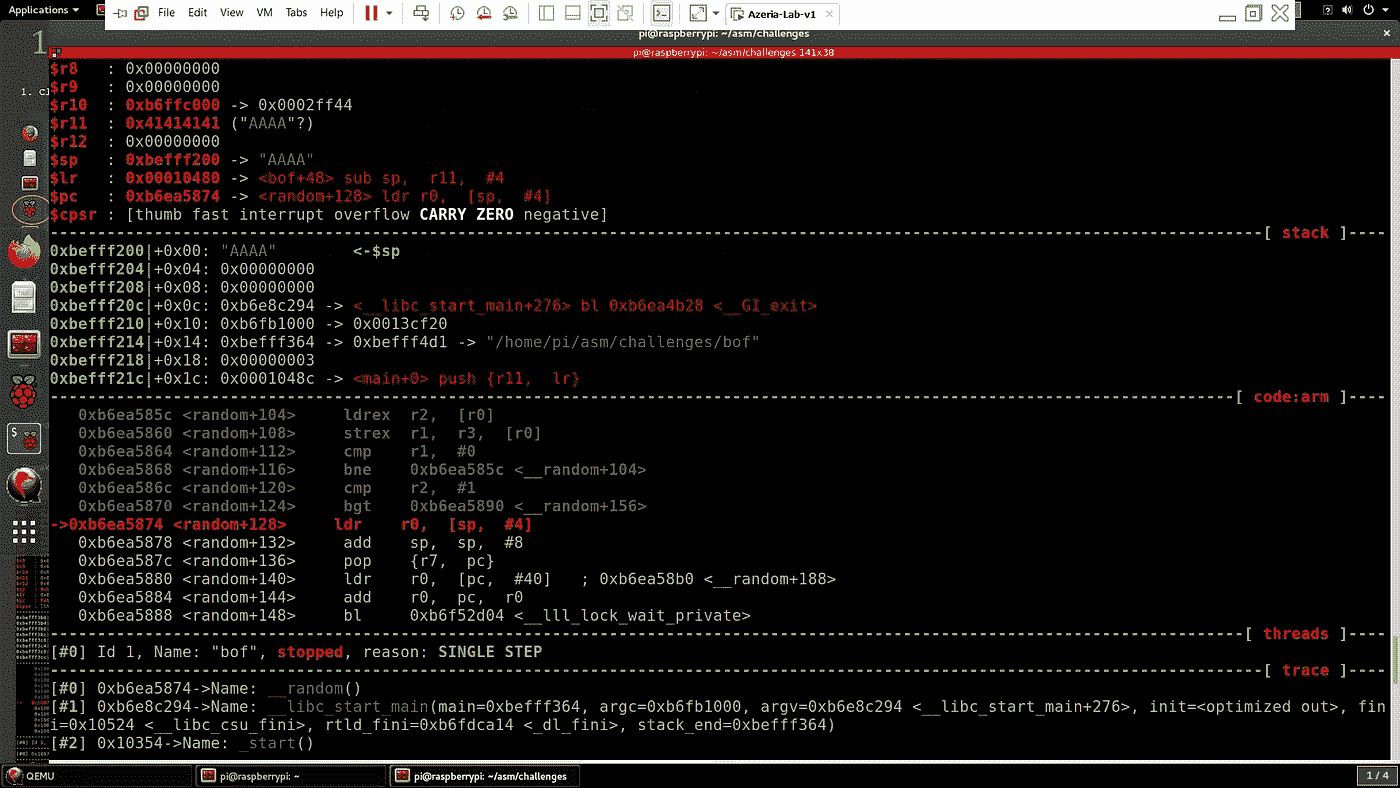 Applications File Edit View VM Tabs Help Azeria-Lab-v1
pi@raspberrypi: ~/asm/challenges
pi@raspberrypi: ~/asm/challenges 141x38
1
$r8 : 0x00000000
$r9 : 0x00000000
1. Cl
$r10 : 0xb6ffc000 -> 0x0002ff44
$r11 : 0x41414141 ("AAAA"?)
$r12 : 0x00000000
$sp : 0xbefff200 -> "AAAA"
$lr : 0x00010480 -> <bof+48> sub sp, r11, #4
$pc : 0xb6ea5874 -> <random+128> ldr r0, [sp, #4]
$cpsr : [thumb fast interrupt overflow CARRY ZERO negative]
[ stack ]----
0xbefff200|+0x00: "AAAA" <-$sp
0xbefff204|+0x04: 0x00000000
0xbefff208|+0x08: 0x00000000
0xbefff20c|+0x0c: 0xb6e8c294 -> <__libc_start_main+276> bl 0xb6ea4b28 <__GI_exit>
0xbefff210|+0x10: 0xb6fb1000 -> 0x0013cf20
0xbefff214|+0x14: 0xbefff364 -> 0xbefff4d1 -> "/home/pi/asm/challenges/bof"
0xbefff218|+0x18: 0x00000003
0xbefff21c|+0x1c: 0x0001048c -> <main+0> push {r11, lr}
[ code:arm ]----
0xb6ea585c <random+104> ldrex r2, [r0]
0xb6ea5860 <random+108> strex r1, r3, [r0]
0xb6ea5864 <random+112> cmp r1, #0
0xb6ea5868 <random+116> bne 0xb6ea585c <__random+104>
0xb6ea586c <random+120> cmp r2, #1
0xb6ea5870 <random+124> bgt 0xb6ea5890 <__random+156>
->0xb6ea5874 <random+128> ldr r0, [sp, #4]
0xb6ea5878 <random+132> add sp, sp, #8
0xb6ea587c <random+136> pop {r7, pc}
0xb6ea5880 <random+140> ldr r0, [pc, #40] ; 0xb6ea58b0 <__random+188>
0xb6ea5884 <random+144> add r0, pc, r0
0xb6ea5888 <random+148> bl 0xb6f52d04 <__lll_lock_wait_private>
[ threads ]----
[#0] Id 1, Name: "bof", stopped, reason: SINGLE STEP
[ trace ]----
[#0] 0xb6ea5874->Name: __random()
[#1] 0xb6e8c294->Name: __libc_start_main(main=0xbefff364, argc=0xb6fb1000, argv=0xb6e8c294 <__libc_start_main+276>, init=<optimized out>, fin
i=0x10524 <__libc_csu_fini>, rtld_fini=0xb6fdca14 <_dl_fini>, stack_end=0xbefff364)
[#2] 0x10354->Name: _start()
QEMU pi@raspberrypi: ~ pi@raspberrypi: ~/asm/challenges 1 / 4